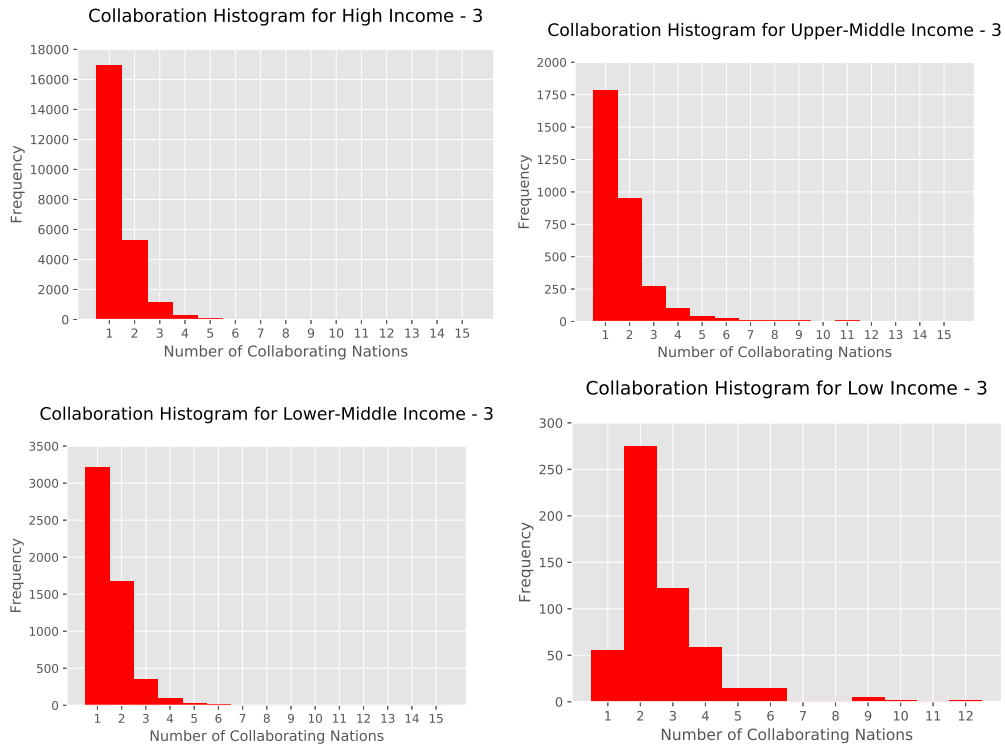 Collaboration Histogram for High Income - 3
18000
16000
14000
12000
10000
8000
6000
4000
2000
0
Frequency
1 2 3 4 5 6 7 8 9 10 11 12 13 14 15
Number of Collaborating Nations
Collaboration Histogram for Upper-Middle Income - 3
2000
1750
1500
1250
1000
750
500
250
0
Frequency
1 2 3 4 5 6 7 8 9 10 11 12 13 14 15
Number of Collaborating Nations
Collaboration Histogram for Lower-Middle Income - 3
3500
3000
2500
2000
1500
1000
500
0
Frequency
1 2 3 4 5 6 7 8 9 10 11 12 13 14 15
Number of Collaborating Nations
Collaboration Histogram for Low Income - 3
300
250
200
150
100
50
0
Frequency
1 2 3 4 5 6 7 8 9 10 11 12
Number of Collaborating Nations